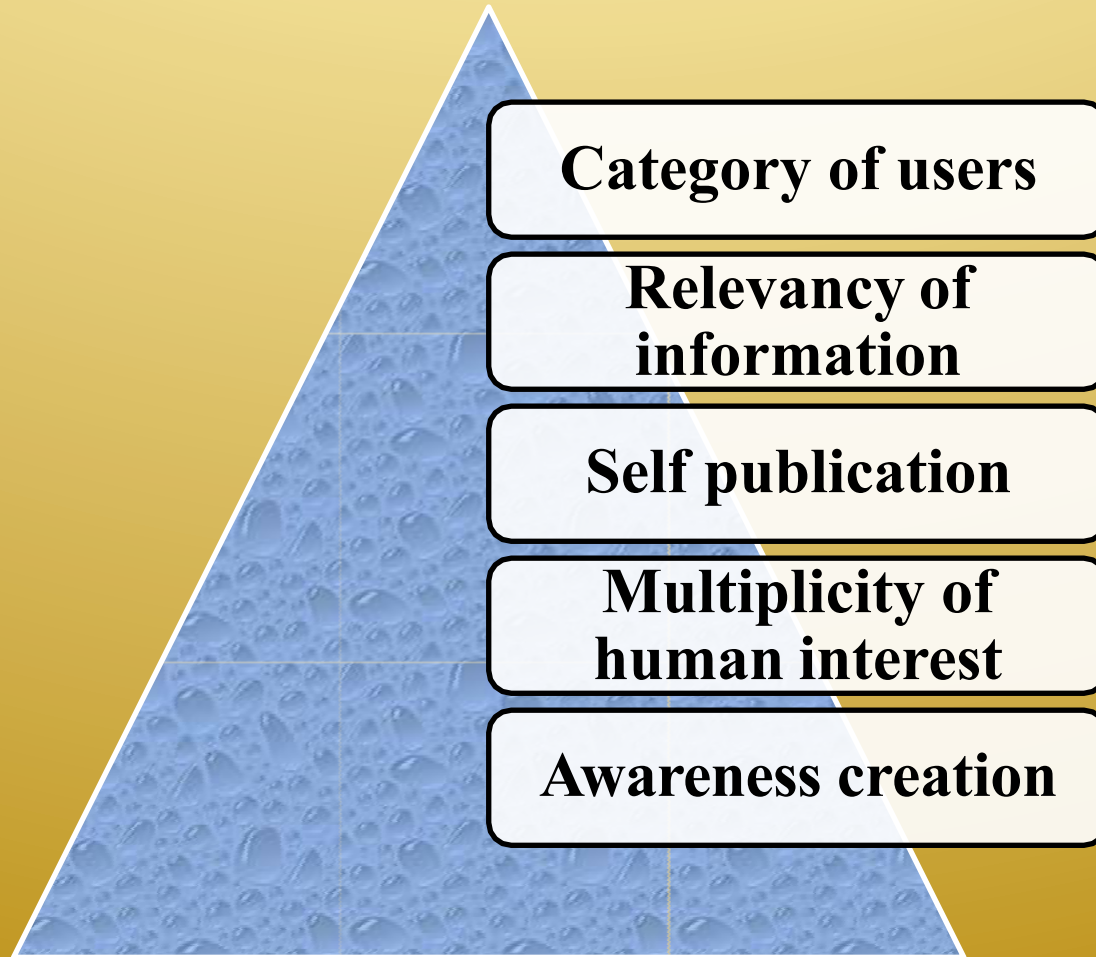 Category of users
Relevancy of
information
Self publication
Multiplicity of
human interest
Awareness creation